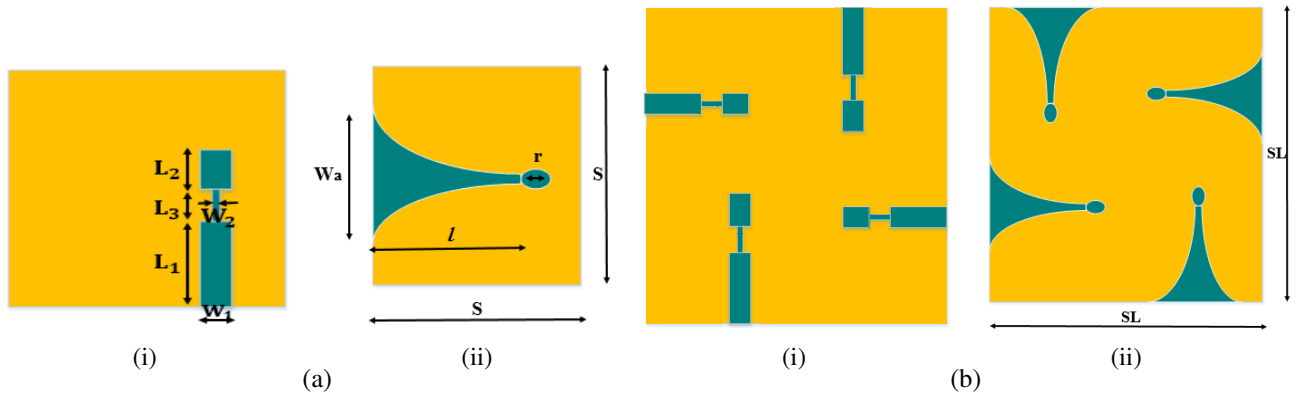 L₂
L₃
W₂
L₁
W₁
Wₐ
r
S
l
S
SL
SL
(i)
(ii)
(i)
(ii)
(a)
(b)